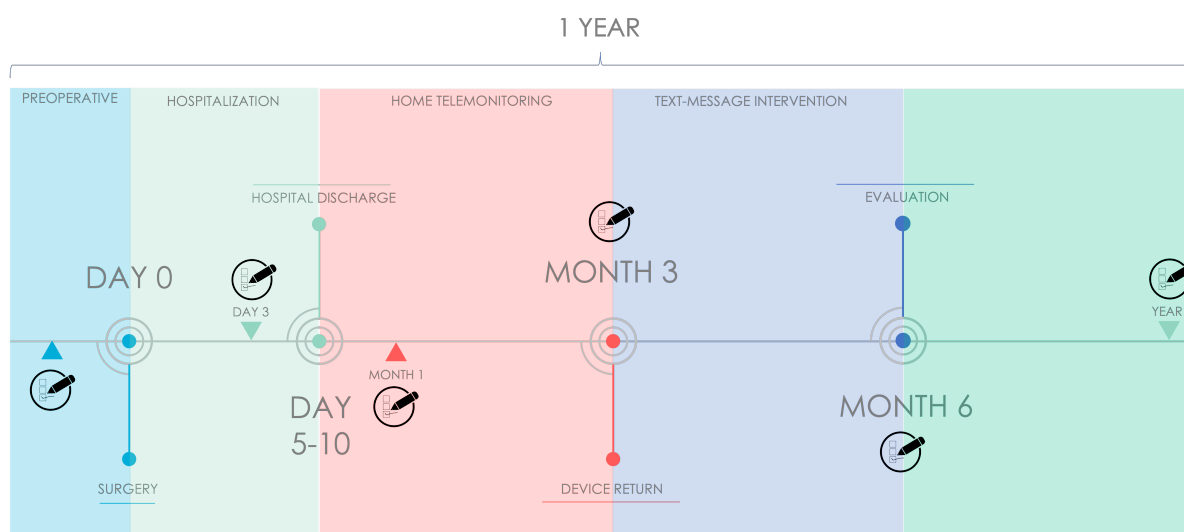 1 YEAR
PREOPERATIVE
HOSPITALIZATION
HOME TELEMONITORING
TEXT-MESSAGE INTERVENTION
HOSPITAL DISCHARGE
EVALUATION
DAY 0
MONTH 3
DAY 3
YEAR
MONTH 1
DAY
5-10
MONTH 6
SURGERY
DEVICE RETURN